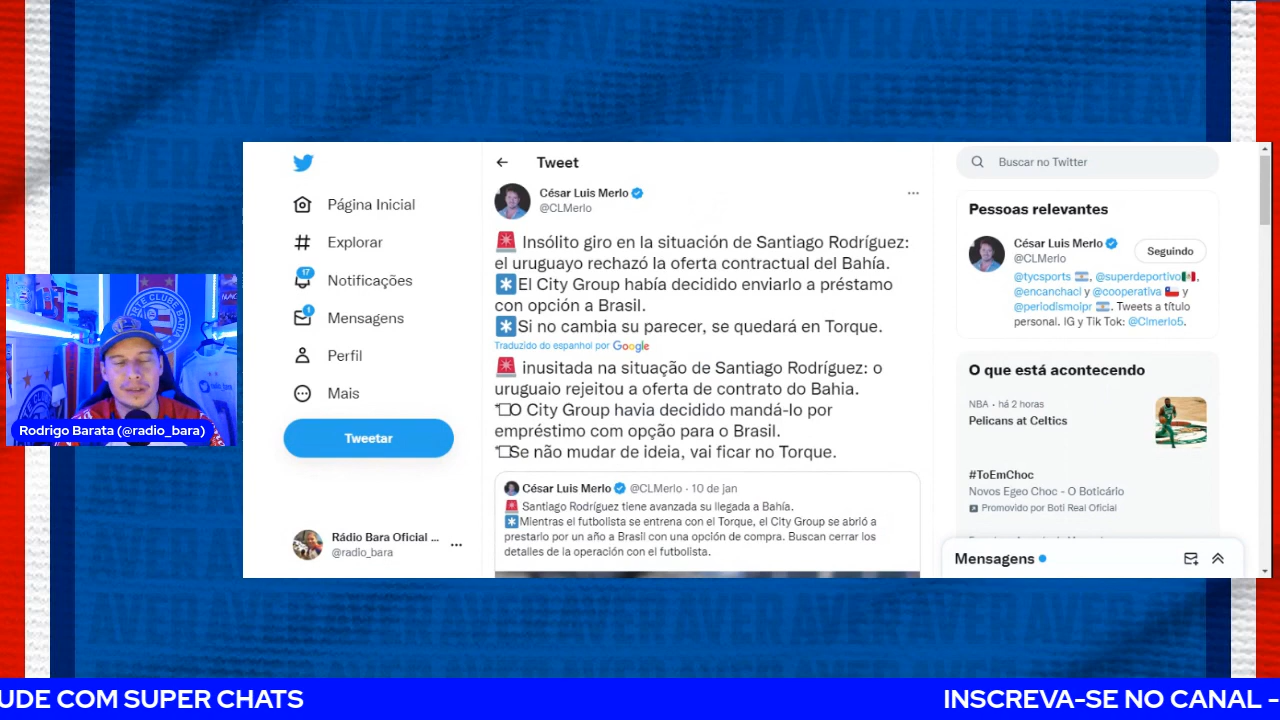 Tweet
Buscar no Twitter
Página Inicial
Explorar
17
Notificações
1
Mensagens
Perfil
Mais
Tweetar
Rádio Bara Oficial ...
@radio_bara
César Luis Merlo
@CLMerlo
Insólito giro en la situación de Santiago Rodríguez:
el uruguayo rechazó la oferta contractual del Bahía.
El City Group había decidido enviarlo a préstamo
con opción a Brasil.
Si no cambia su parecer, se quedará en Torque.
Traduzido do espanhol por Google
inusitada na situação de Santiago Rodríguez: o
uruguaio rejeitou a oferta de contrato do Bahia.
O City Group havia decidido mandá-lo por
empréstimo com opção para o Brasil.
Se não mudar de ideia, vai ficar no Torque.
César Luis Merlo @CLMerlo · 10 de jan
Santiago Rodríguez tiene avanzada su llegada a Bahía.
Mientras el futbolista se entrena con el Torque, el City Group se abrió a
prestarlo por un año a Brasil con una opción de compra. Buscan cerrar los
detalles de la operación con el futbolista.
Pessoas relevantes
César Luis Merlo
@CLMerlo
Seguindo
@tycsports, @superdeportivo,
@encanchacl y @cooperativa y
@periodismoipr. Tweets a título
personal. IG y Tik Tok: @Clmerlo5.
O que está acontecendo
NBA · há 2 horas
Pelicans at Celtics
#ToEmChoc
Novos Egeo Choc - O Boticário
Promovido por Boti Real Oficial
Mensagens
Rodrigo Barata (@radio_bara)
UDE COM SUPER CHATS
INSCREVA-SE NO CANAL -